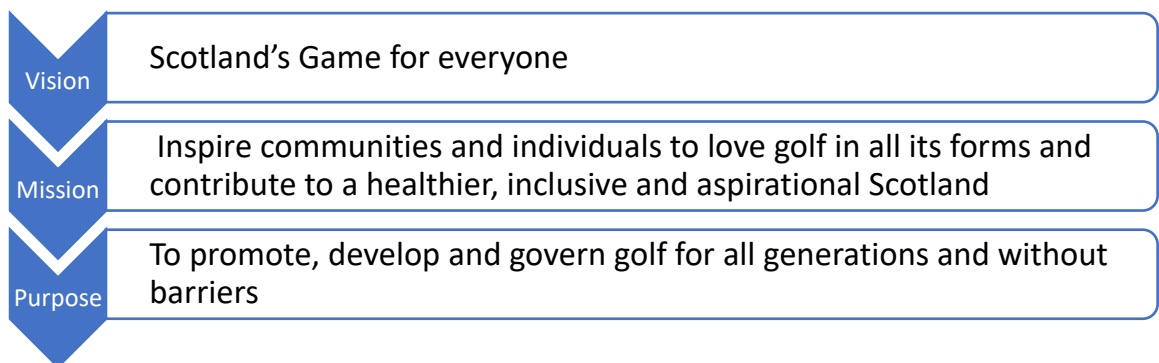 Vision
Scotland’s Game for everyone
Mission
Inspire communities and individuals to love golf in all its forms and
contribute to a healthier, inclusive and aspirational Scotland
Purpose
To promote, develop and govern golf for all generations and without
barriers